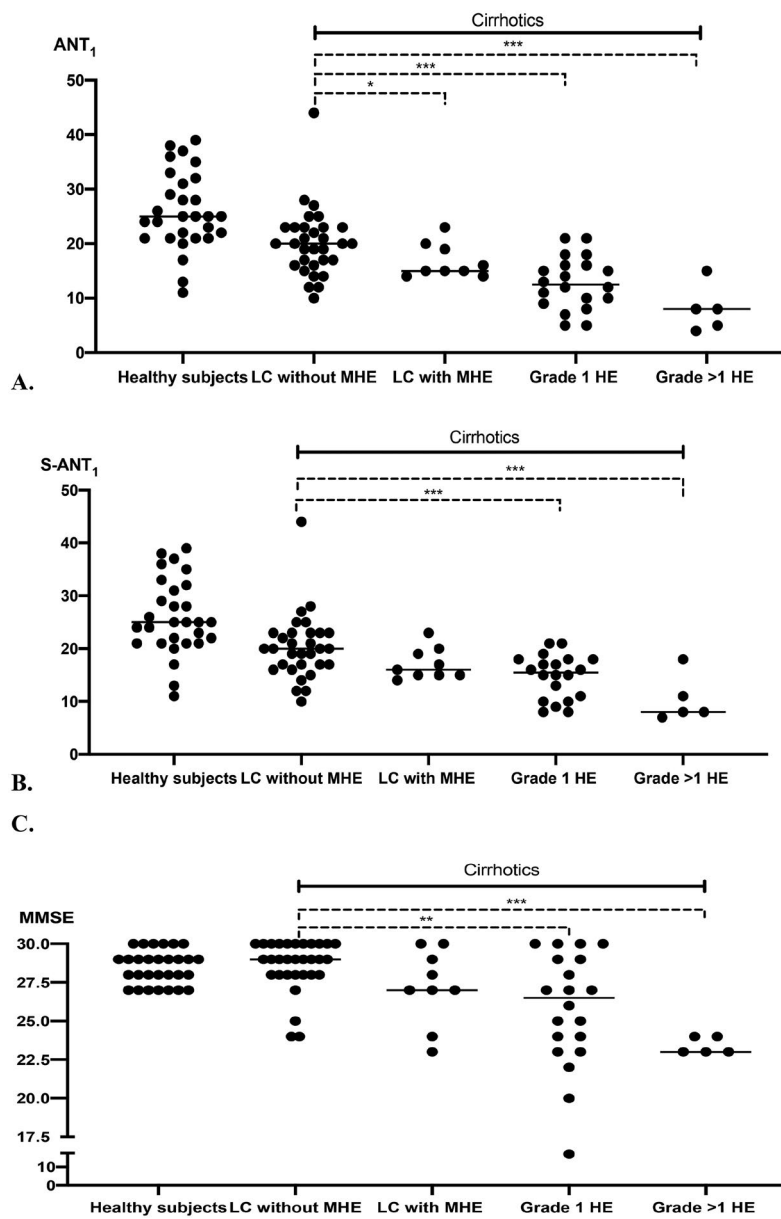 Cirrhotics
ANT1
***
***
*
50
40
30
20
10
0
Healthy subjects LC without MHE LC with MHE Grade 1 HE Grade >1 HE
A.
Cirrhotics
S-ANT1
***
***
50
40
30
20
10
0
Healthy subjects LC without MHE LC with MHE Grade 1 HE Grade >1 HE
B.
C.
Cirrhotics
MMSE
***
**
30.0
27.5
25.0
22.5
20.0
17.5
10
0
Healthy subjects LC without MHE LC with MHE Grade 1 HE Grade >1 HE